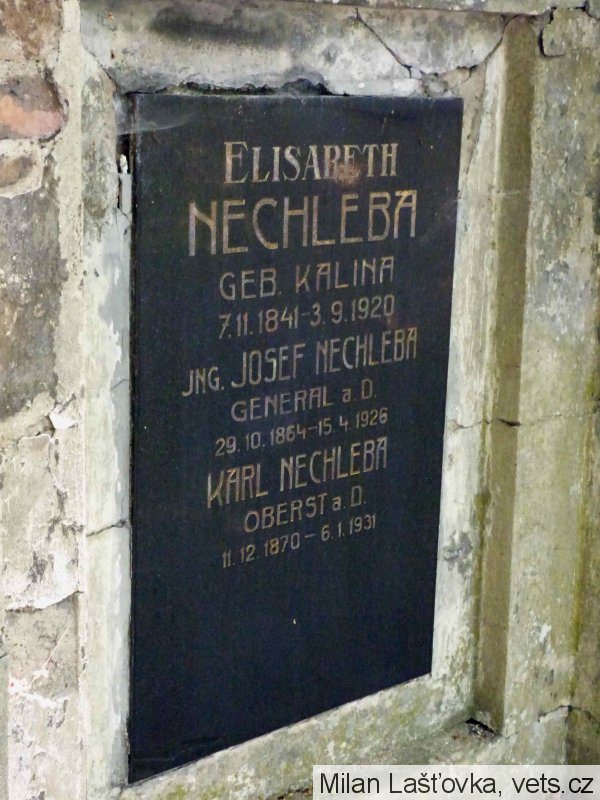 ELISABETH
NECHLEBA
GEB. KALINA
7.11.1841-3.9.1920
JNG. JOSEF NECHLEBA
GENERAL a. D.
29.10.1864-15.4.1926
KARL NECHLEBA
OBERST a. D.
11.12.1870-6.1.1931
Milan Lašťovka, vets.cz